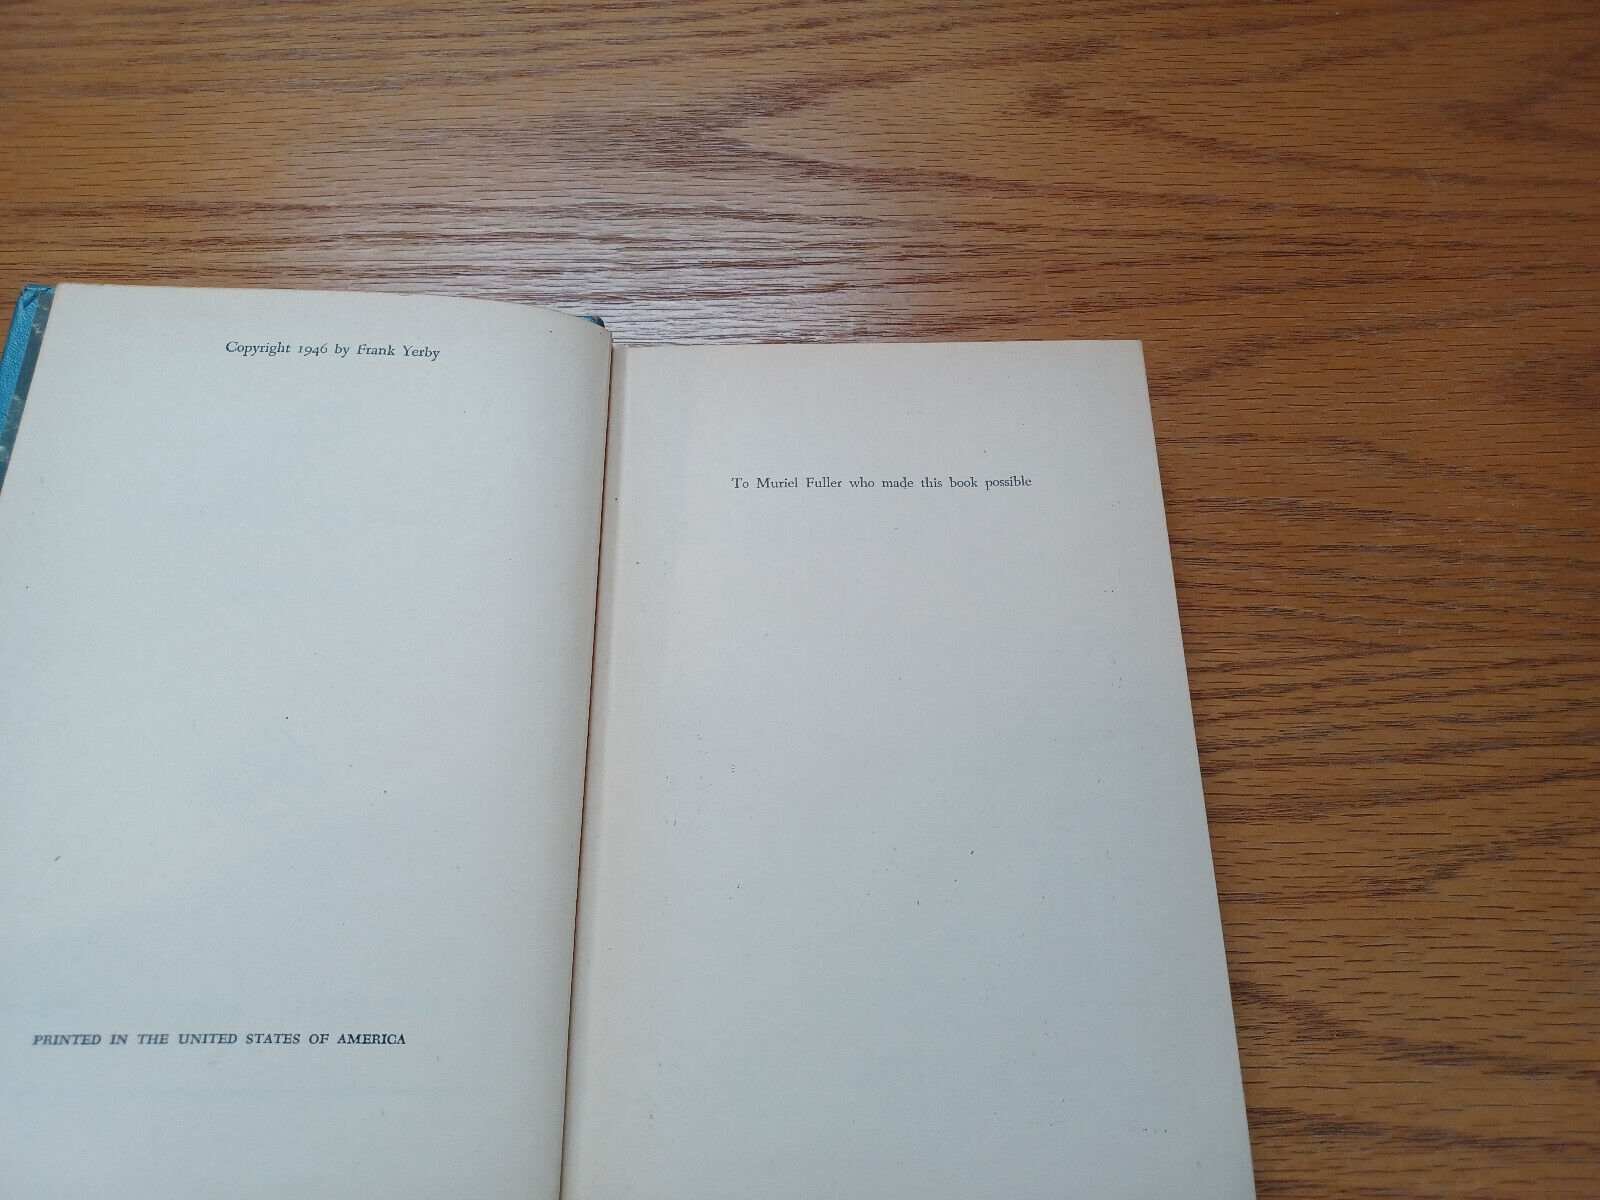 Copyright 1946 by Frank Yerby
PRINTED IN THE UNITED STATES OF AMERICA
To Muriel Fuller who made this book possible